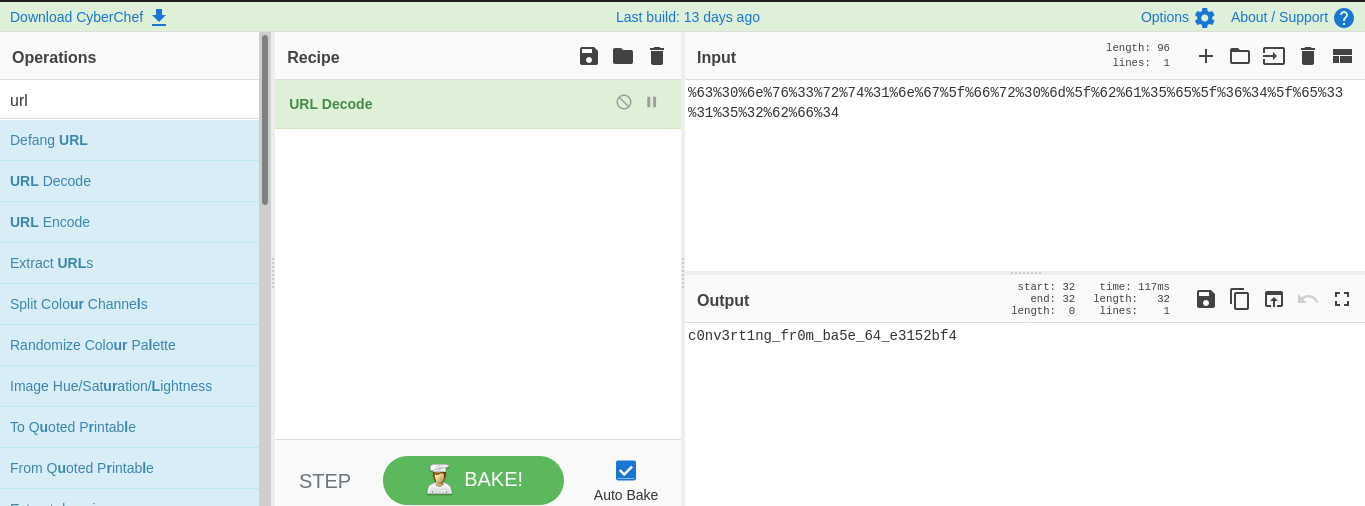 Download CyberChef
Last build: 13 days ago
Options
About / Support
Operations
url
Defang URL
URL Decode
URL Encode
Extract URLs
Split Colour Channels
Randomize Colour Palette
Image Hue/Saturation/Lightness
To Quoted Printable
From Quoted Printable
Recipe
URL Decode
STEP
BAKE!
Auto Bake
Input
length: 96
lines: 1
%63%30%6e%76%33%72%74%31%6e%67%5f%66%72%30%6d%5f%62%61%35%65%5f%36%34%5f%65%33
%31%35%32%62%66%34
Output
start: 32 time: 117ms
end: 32 length: 32
length: 0 lines: 1
c0nv3rt1ng_fr0m_ba5e_64_e3152bf4